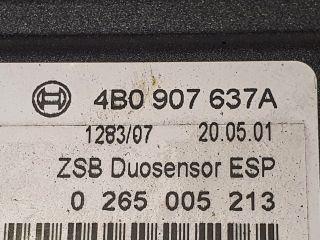 4B0 907 637A
1283/07 20.05.01
ZSB Duosensor ESP
0 265 005 213